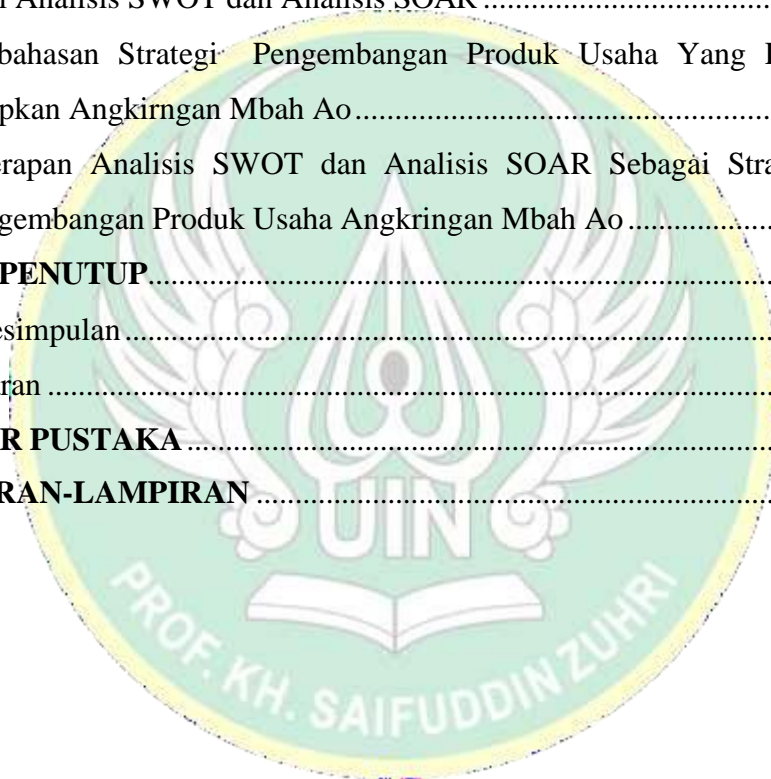 i Analisis SWOT dan Analisis SOAR
bahasan Strategi Pengembangan Produk Usaha Yang
pkan Angkirngan Mbah Ao
erapan Analisis SWOT dan Analisis SOAR Sebagai Stra
gembangan Produk Usaha Angkringan Mbah Ao
PENUTUP
esimpulan
ran
R PUSTAKA
RAN-LAMPIRAN
UIN
PROF. KH. SAIFUDDIN ZUHRI